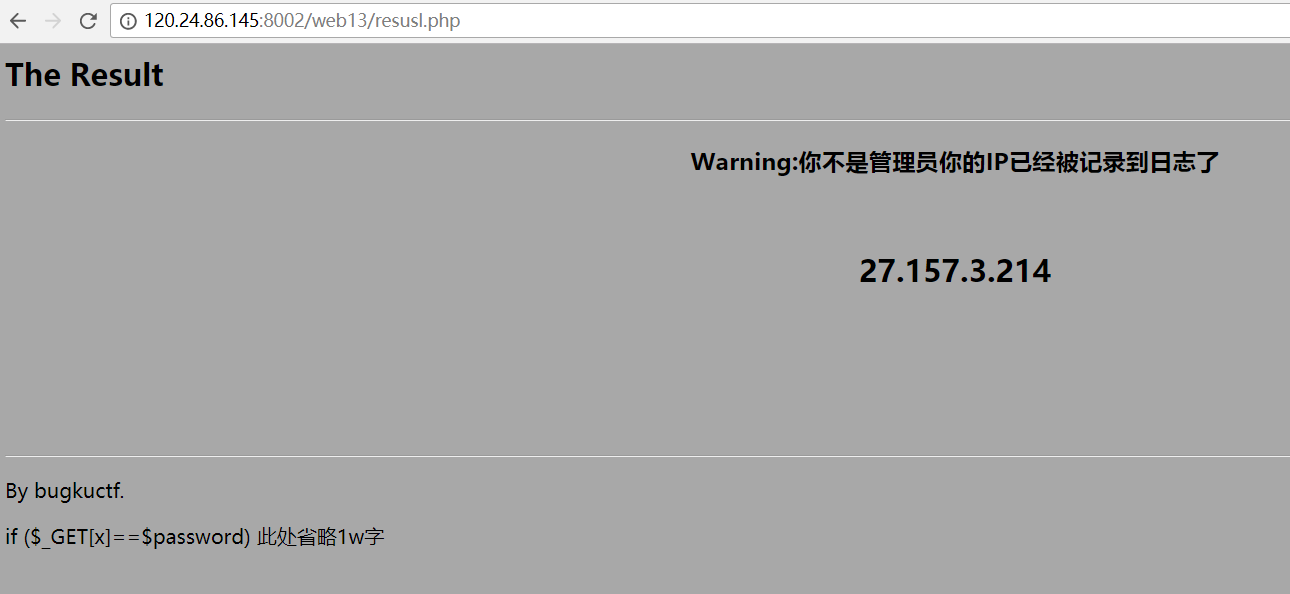 120.24.86.145:8002/web13/resusl.php
The Result
Warning:你不是管理员你的IP已经被记录到日志了
27.157.3.214
By bugkuctf.
if ($_GET[x]==$password) 此处省略1w字